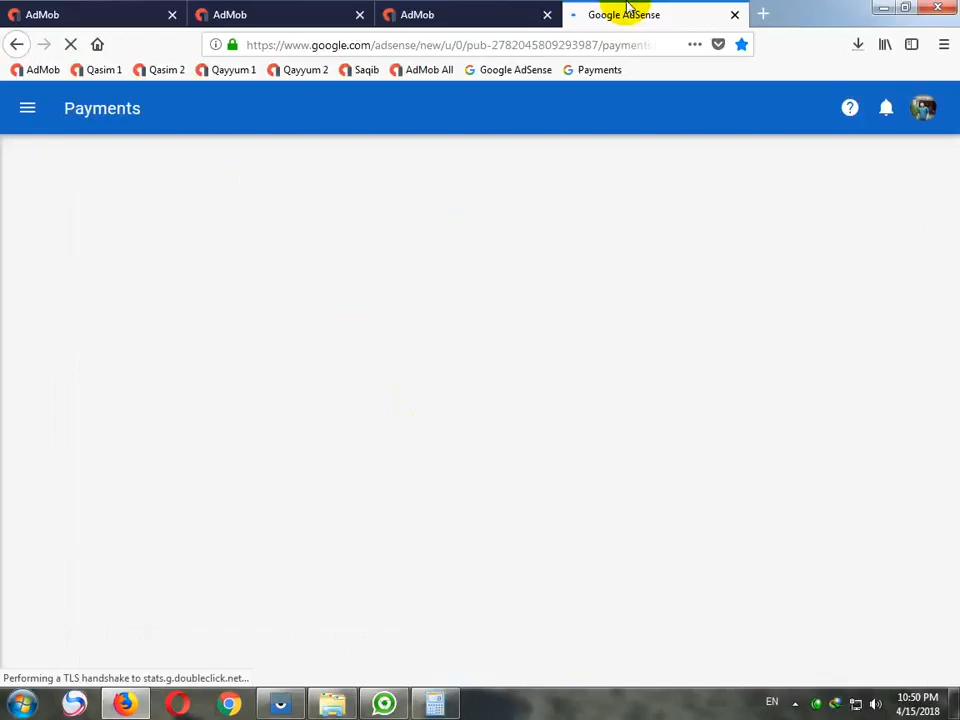 AdMob
AdMob
AdMob
Google AdSense
https://www.google.com/adsense/new/u/0/pub-2782045809293987/payments
AdMob
Qasim 1
Qasim 2
Qayyum 1
Qayyum 2
Saqib
AdMob All
Google AdSense
Payments
Payments
Performing a TLS handshake to stats.g.doubleclick.net...
EN
10:50 PM
4/15/2018